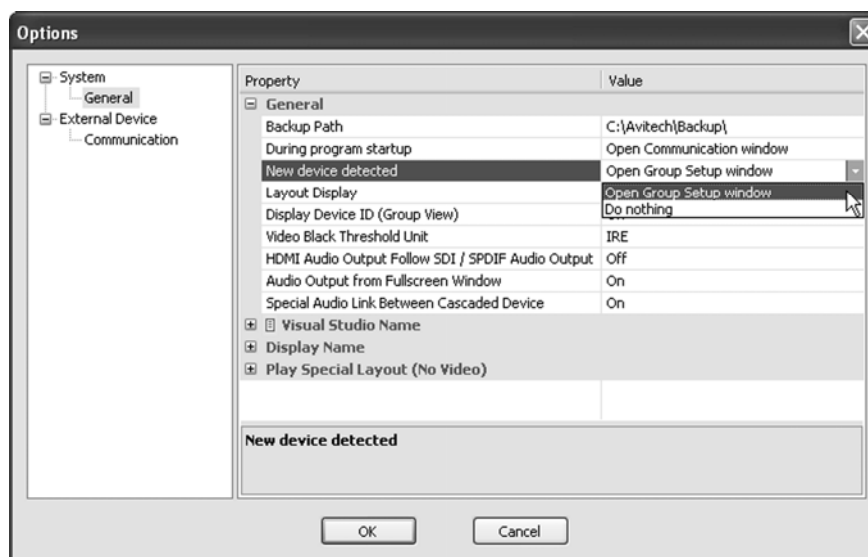 Options
System
General
External Device
Communication
Property Value
General
Backup Path C:\Avitech\Backup\
During program startup Open Communication window
New device detected Open Group Setup window
Layout Display Open Group Setup window
Do nothing
Display Device ID (Group View)
Video Black Threshold Unit IRE
HDMI Audio Output Follow SDI / SPDIF Audio Output Off
Audio Output from Fullscreen Window On
Special Audio Link Between Cascaded Device On
Visual Studio Name
Display Name
Play Special Layout (No Video)
New device detected
OK Cancel